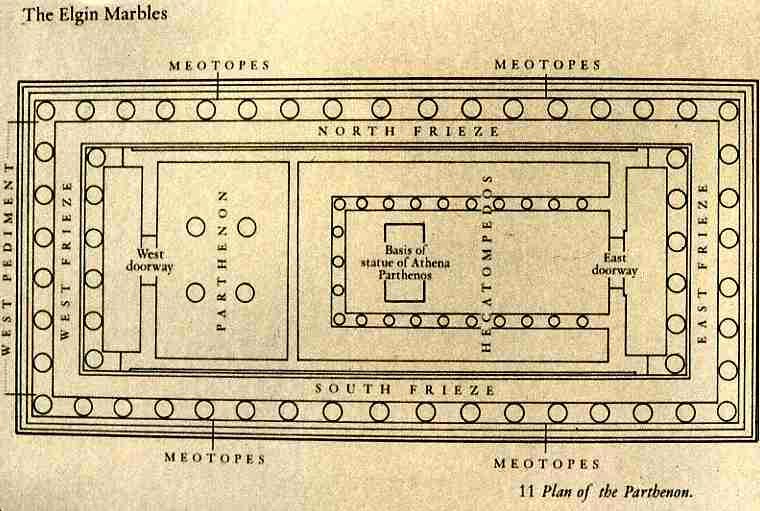 The Elgin Marbles
MEOTOPES
MEOTOPES
NORTH FRIEZE
WEST PEDIMENT
WEST FRIEZE
West
doorway
PARTHENON
Basis of
statue of Athena
Parthenos
HECATOMPEDOS
East
doorway
EAST FRIEZE
SOUTH FRIEZE
MEOTOPES
MEOTOPES
11 Plan of the Parthenon.